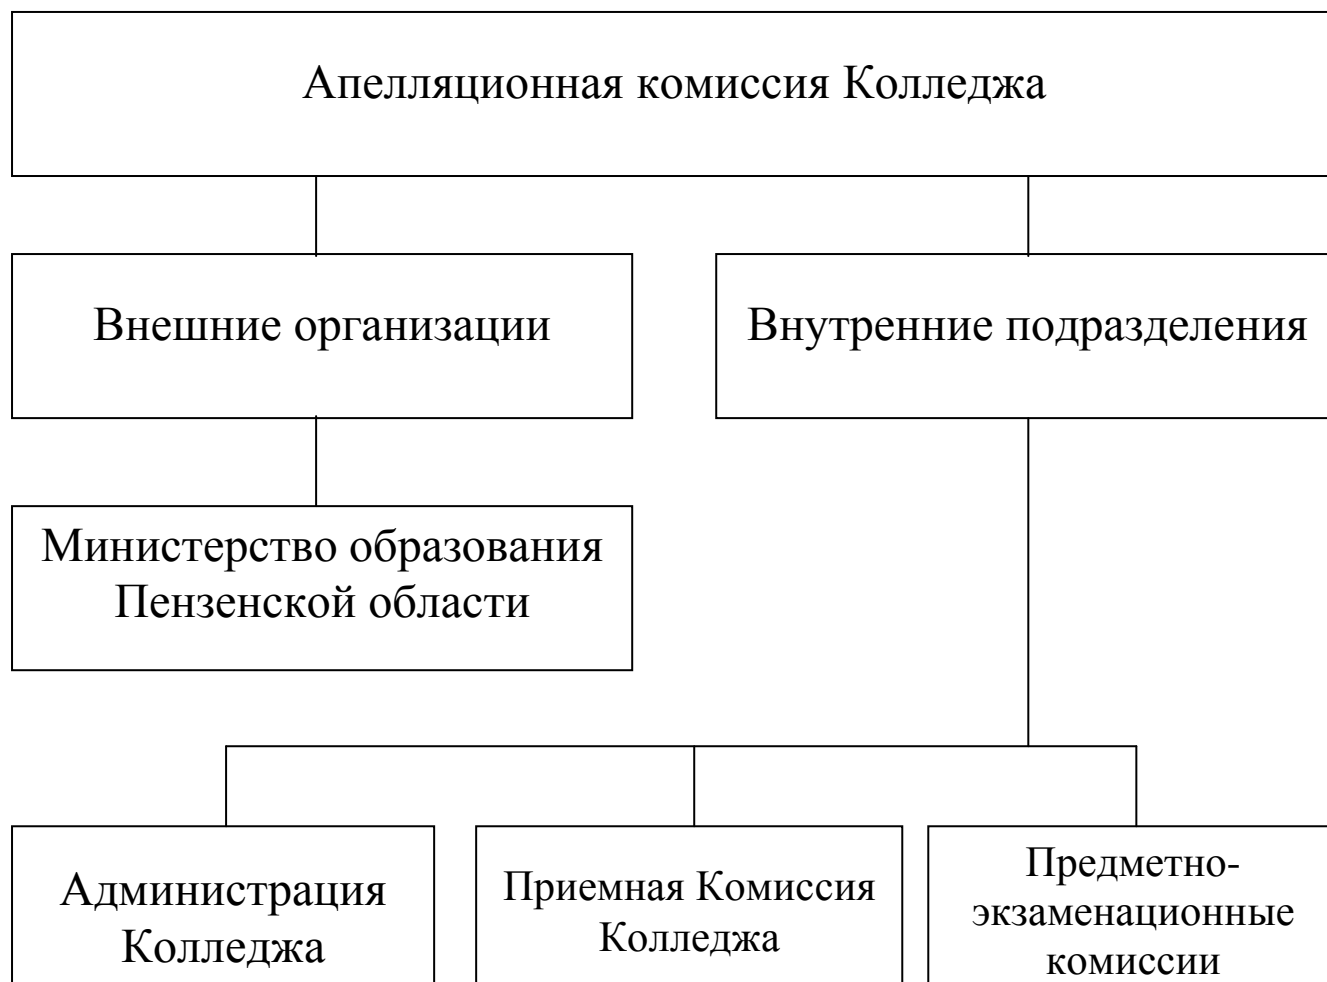 Апелляционная комиссия Колледжа
Внешние организации
Внутренние подразделения
Министерство образования
Пензенской области
Администрация
Колледжа
Приемная Комиссия
Колледжа
Предметно-
экзаменационные
комиссии